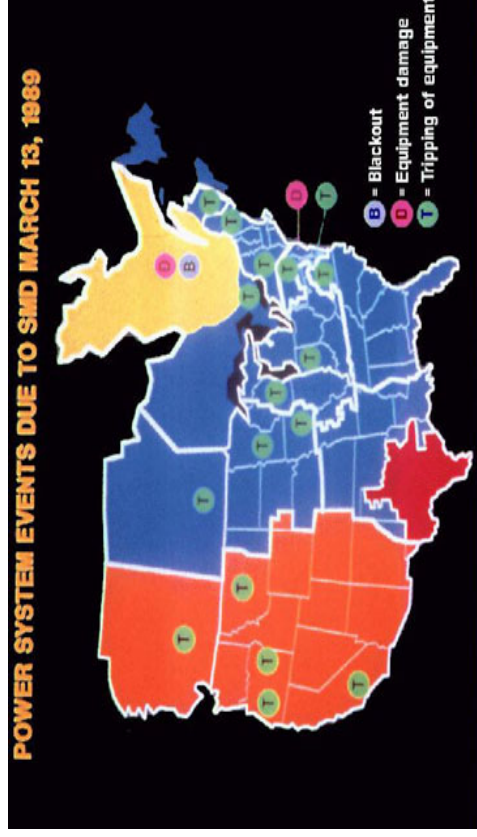 POWER SYSTEM EVENTS DUE TO SMD MARCH 13, 1989
D
B
T
T
T
T
T
T
T
T
T
T
T
T
D
T
T
T
T
T
B = Blackout
D = Equipment damage
T = Tripping of equipment